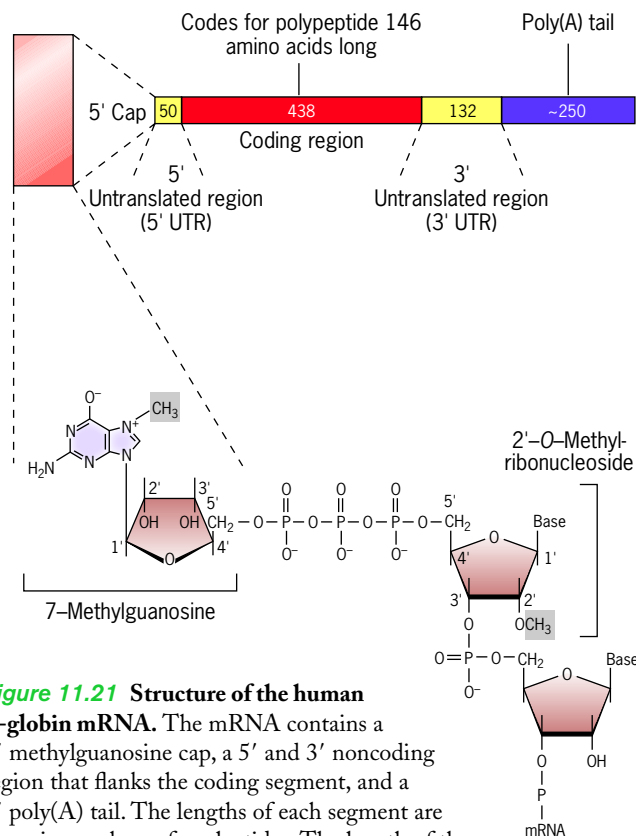 Codes for polypeptide 146
amino acids long
Poly(A) tail
5' Cap
50
438
132
~250
Coding region
5'
Untranslated region
(5' UTR)
3'
Untranslated region
(3' UTR)
O⁻
CH₃
N
N⁺
H₂N
N
N
2'
3'
5'
OH
OH
CH₂
1'
O
4'
7–Methylguanosine
O
O
O
O–P–O–P–O–P–O–CH₂
O⁻
O⁻
O⁻
5'
2'–O–Methyl-
ribonucleoside
O
Base
4'
1'
3'
2'
O
OCH₃
O=P–O–CH₂
O⁻
O
Base
O
OH
P
mRNA
11.21 Structure of the human
-globin mRNA. The mRNA contains a
methylguanosine cap, a 5′ and 3′ noncoding
that flanks the coding segment, and a
poly(A) tail. The lengths of each segment are